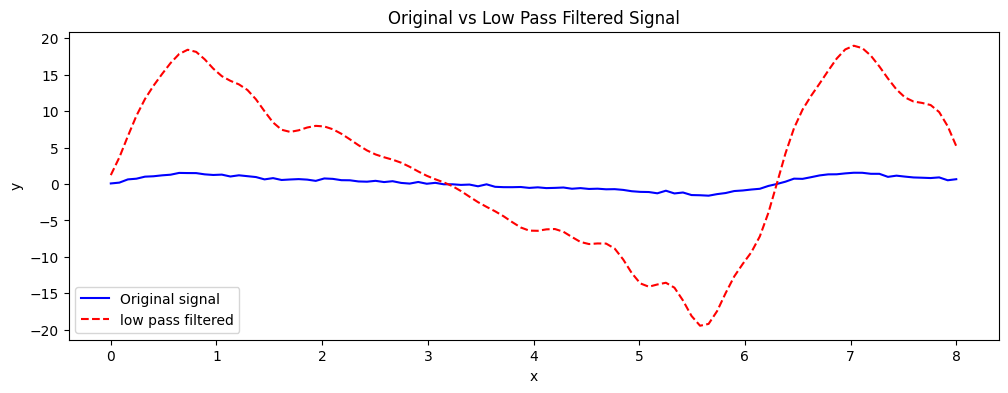 Original vs Low Pass Filtered Signal
20
15
10
5
0
−5
−10
−15
−20
y
Original signal
low pass filtered
0 1 2 3 4 5 6 7 8
x